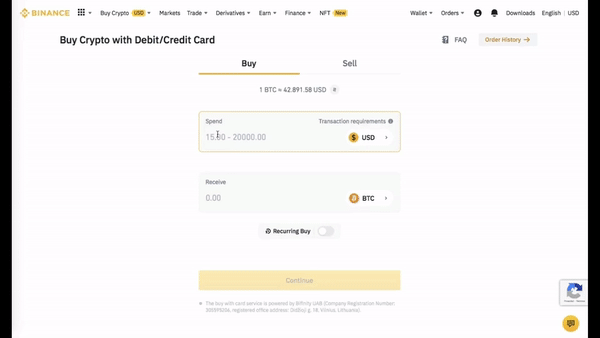 BINANCE Buy Crypto USD Markets Trade Derivatives Earn Finance NFT New Wallet Orders Downloads English USD
Buy Crypto with Debit/Credit Card FAQ Order History
Buy Sell
1 BTC ≈ 42,891.58 USD
Spend Transaction requirements
15.00 - 20000.00 USD
Receive
0.00 BTC
Recurring Buy
Continue
The buy with card service is powered by Bifinity UAB (Company Registration Number:
registered office address: 18, Vilnius, Lithuania).